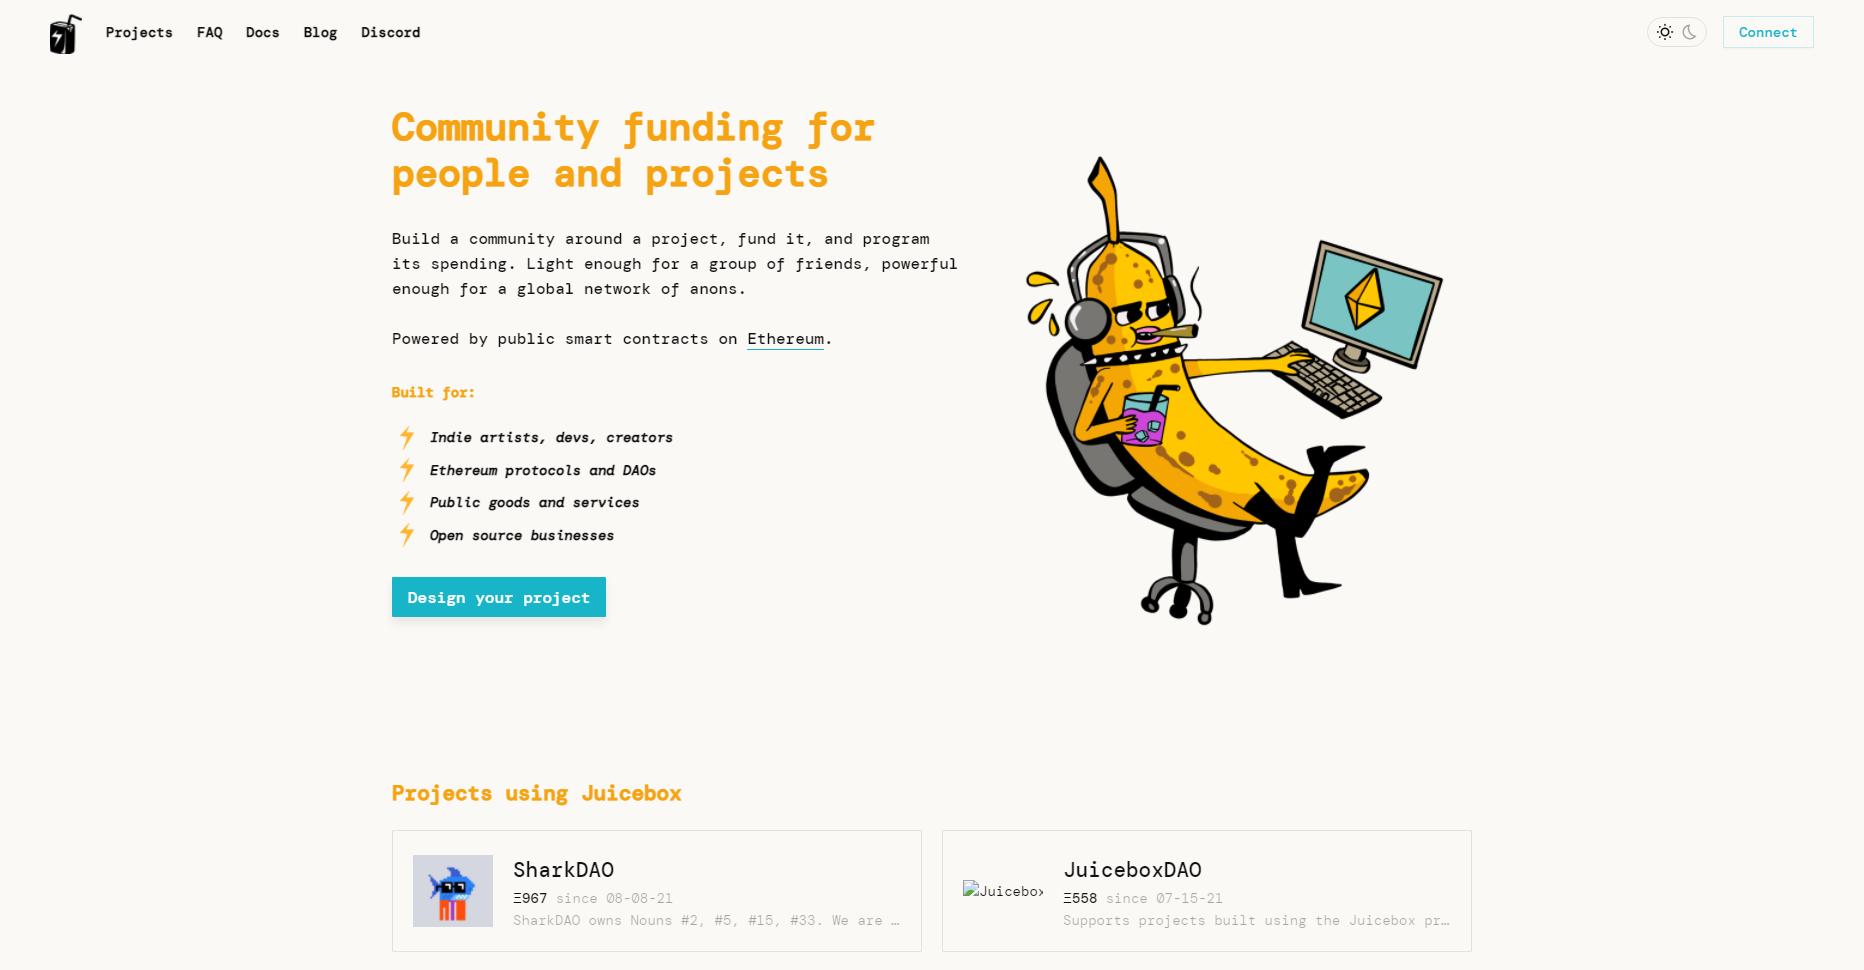 Projects FAQ Docs Blog Discord
Connect
Community funding for
people and projects
Build a community around a project, fund it, and program
its spending. Light enough for a group of friends, powerful
enough for a global network of anons.
Powered by public smart contracts on Ethereum.
Built for:
Indie artists, devs, creators
Ethereum protocols and DAOs
Public goods and services
Open source businesses
Design your project
Projects using Juicebox
SharkDAO
Ξ967 since 08-08-21
SharkDAO owns Nouns #2, #5, #15, #33. We are …
Juicebox
JuiceboxDAO
Ξ558 since 07-15-21
Supports projects built using the Juicebox pr…